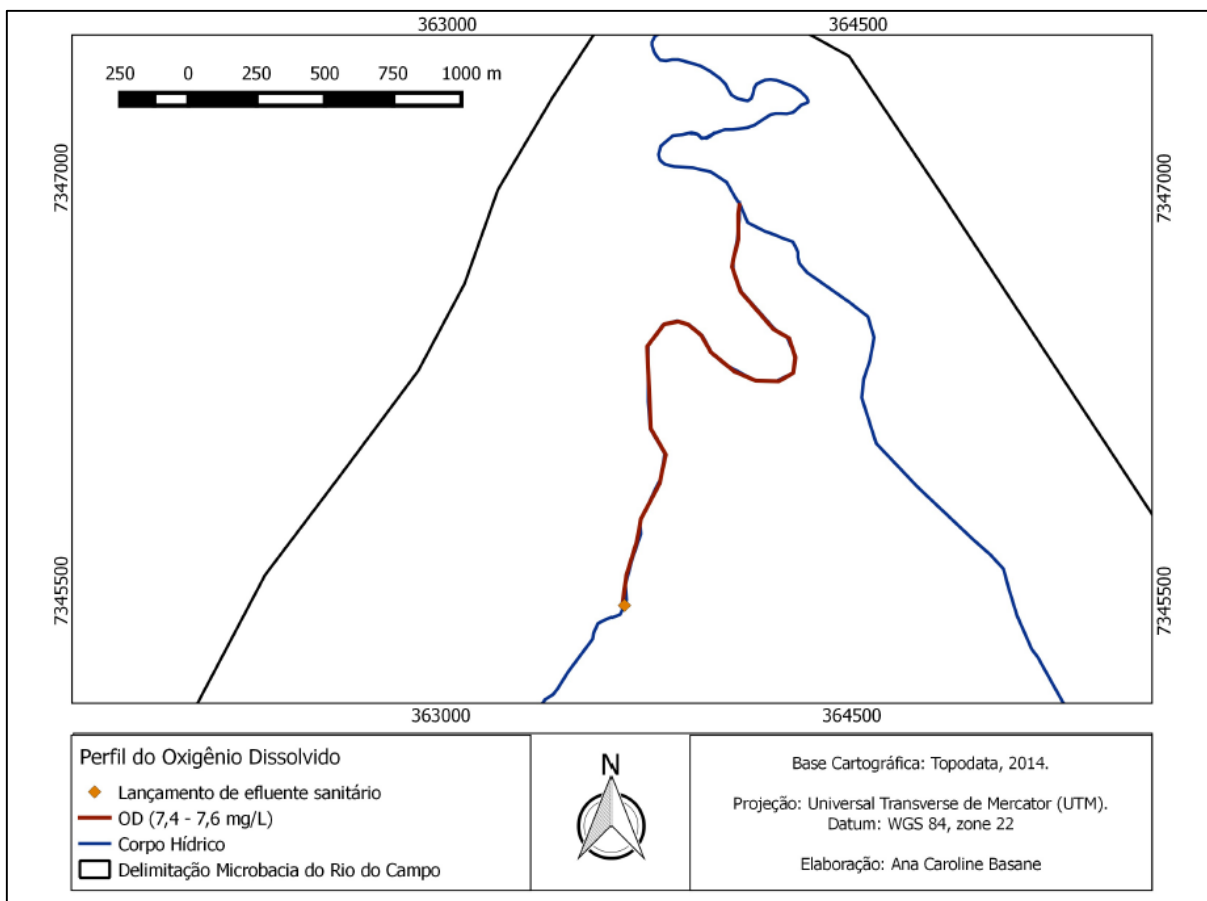 363000 364500
250 0 250 500 750 1000 m
7347000 7347000
7345500 7345500
363000 364500
Perfil do Oxigênio Dissolvido
Lançamento de efluente sanitário
OD (7,4 - 7,6 mg/L)
Corpo Hídrico
Delimitação Microbacia do Rio do Campo
N
Base Cartográfica: Topodata, 2014.
Projeção: Universal Transverse de Mercator (UTM).
Datum: WGS 84, zone 22
Elaboração: Ana Caroline Basane